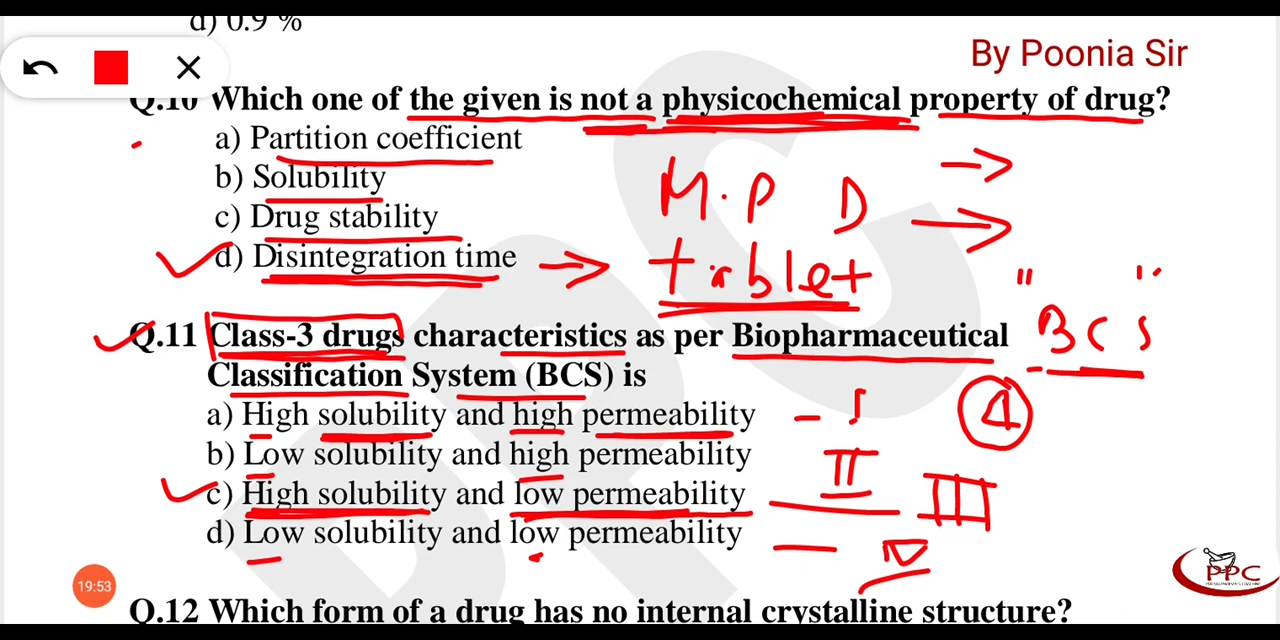 d) 0.9 %
By Poonia Sir
Q.10 Which one of the given is not a physicochemical property of drug?
a) Partition coefficient
b) Solubility
c) Drug stability
d) Disintegration time
M.P D
tablet
Q.11 Class-3 drugs characteristics as per Biopharmaceutical
Classification System (BCS) is
" BCS "
a) High solubility and high permeability - I
4
b) Low solubility and high permeability II
c) High solubility and low permeability III
d) Low solubility and low permeability - IV
19:53
PPC
Q.12 Which form of a drug has no internal crystalline structure?